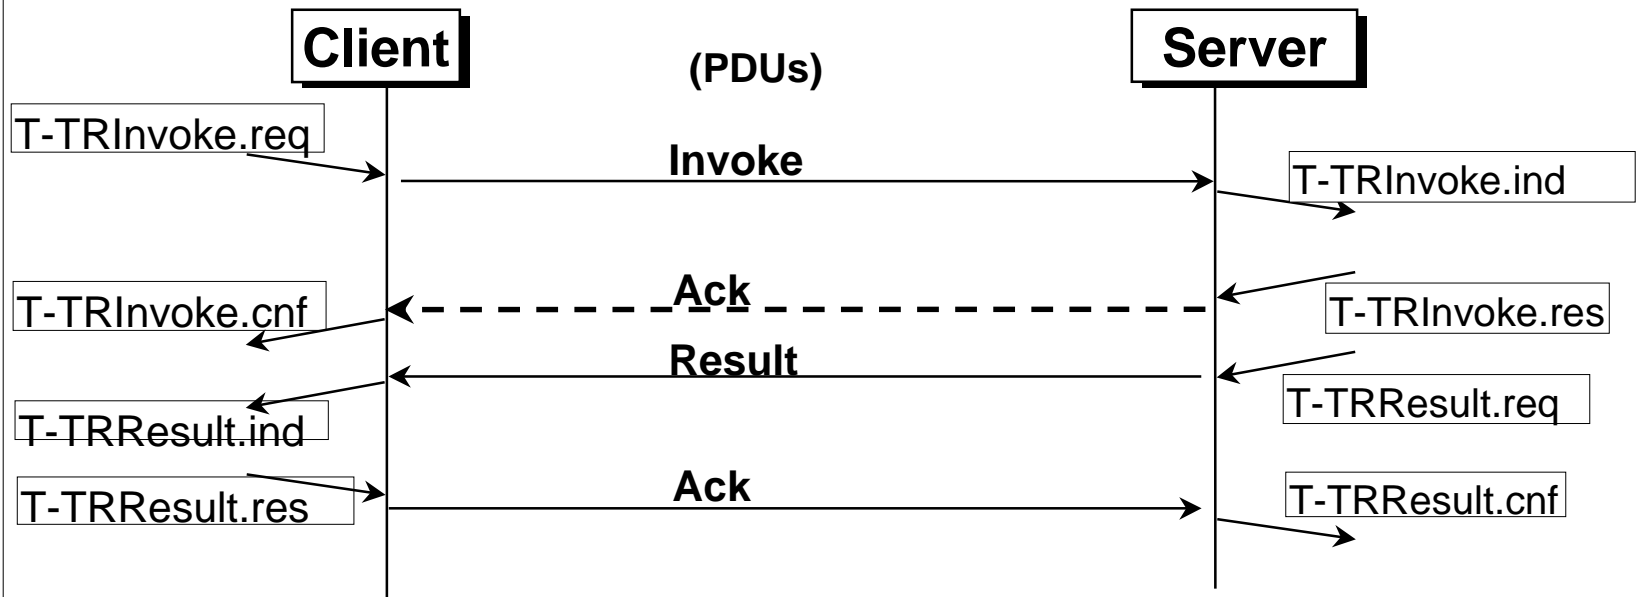 Client
(PDUs)
Server
T-TRInvoke.req
Invoke
T-TRInvoke.ind
Ack
T-TRInvoke.cnf
T-TRInvoke.res
Result
T-TRResult.req
T-TRResult.ind
Ack
T-TRResult.res
T-TRResult.cnf